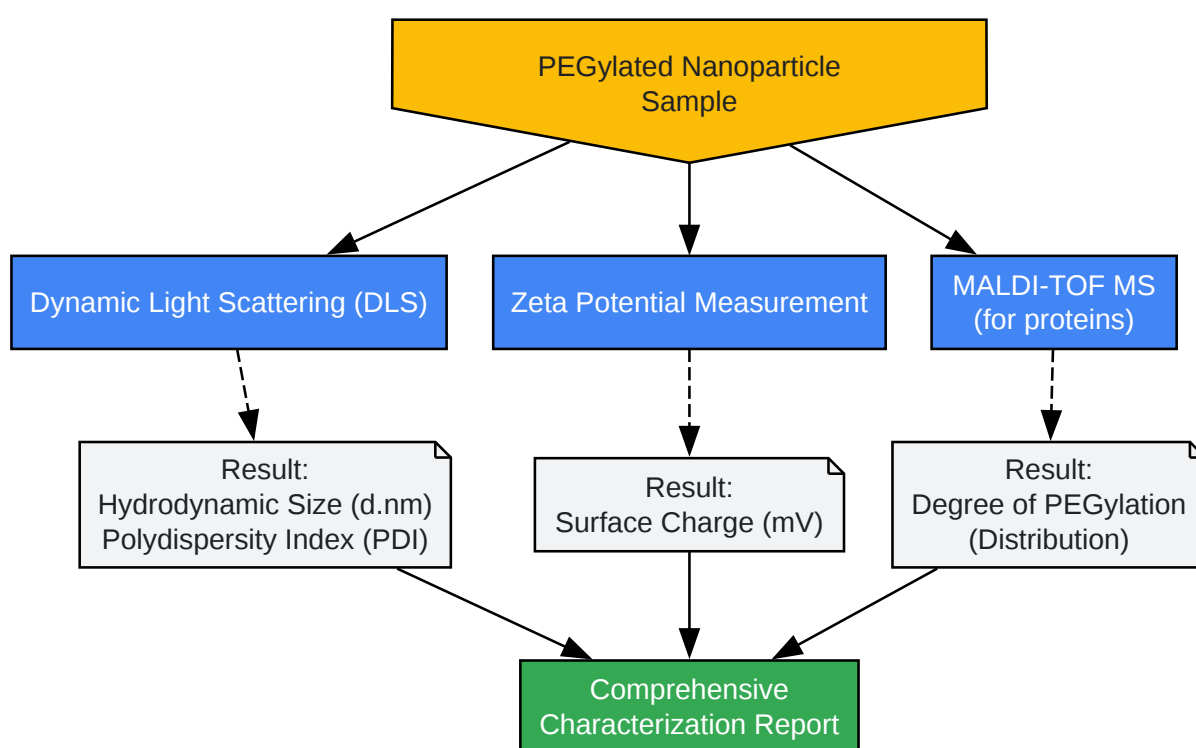 PEGylated Nanoparticle
Sample
Dynamic Light Scattering (DLS)
Zeta Potential Measurement
MALDI-TOF MS
(for proteins)
Result:
Hydrodynamic Size (d.nm)
Polydispersity Index (PDI)
Result:
Surface Charge (mV)
Result:
Degree of PEGylation
(Distribution)
Comprehensive
Characterization Report